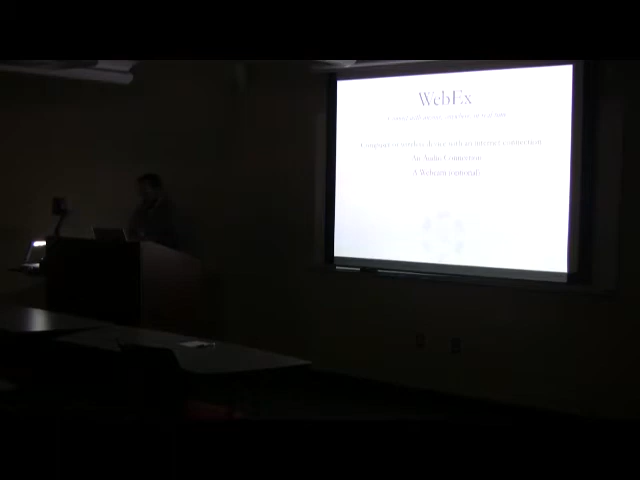 WebEx
Computer or wireless device with an internet connection
An Audio Connection
A Webcam (optional)